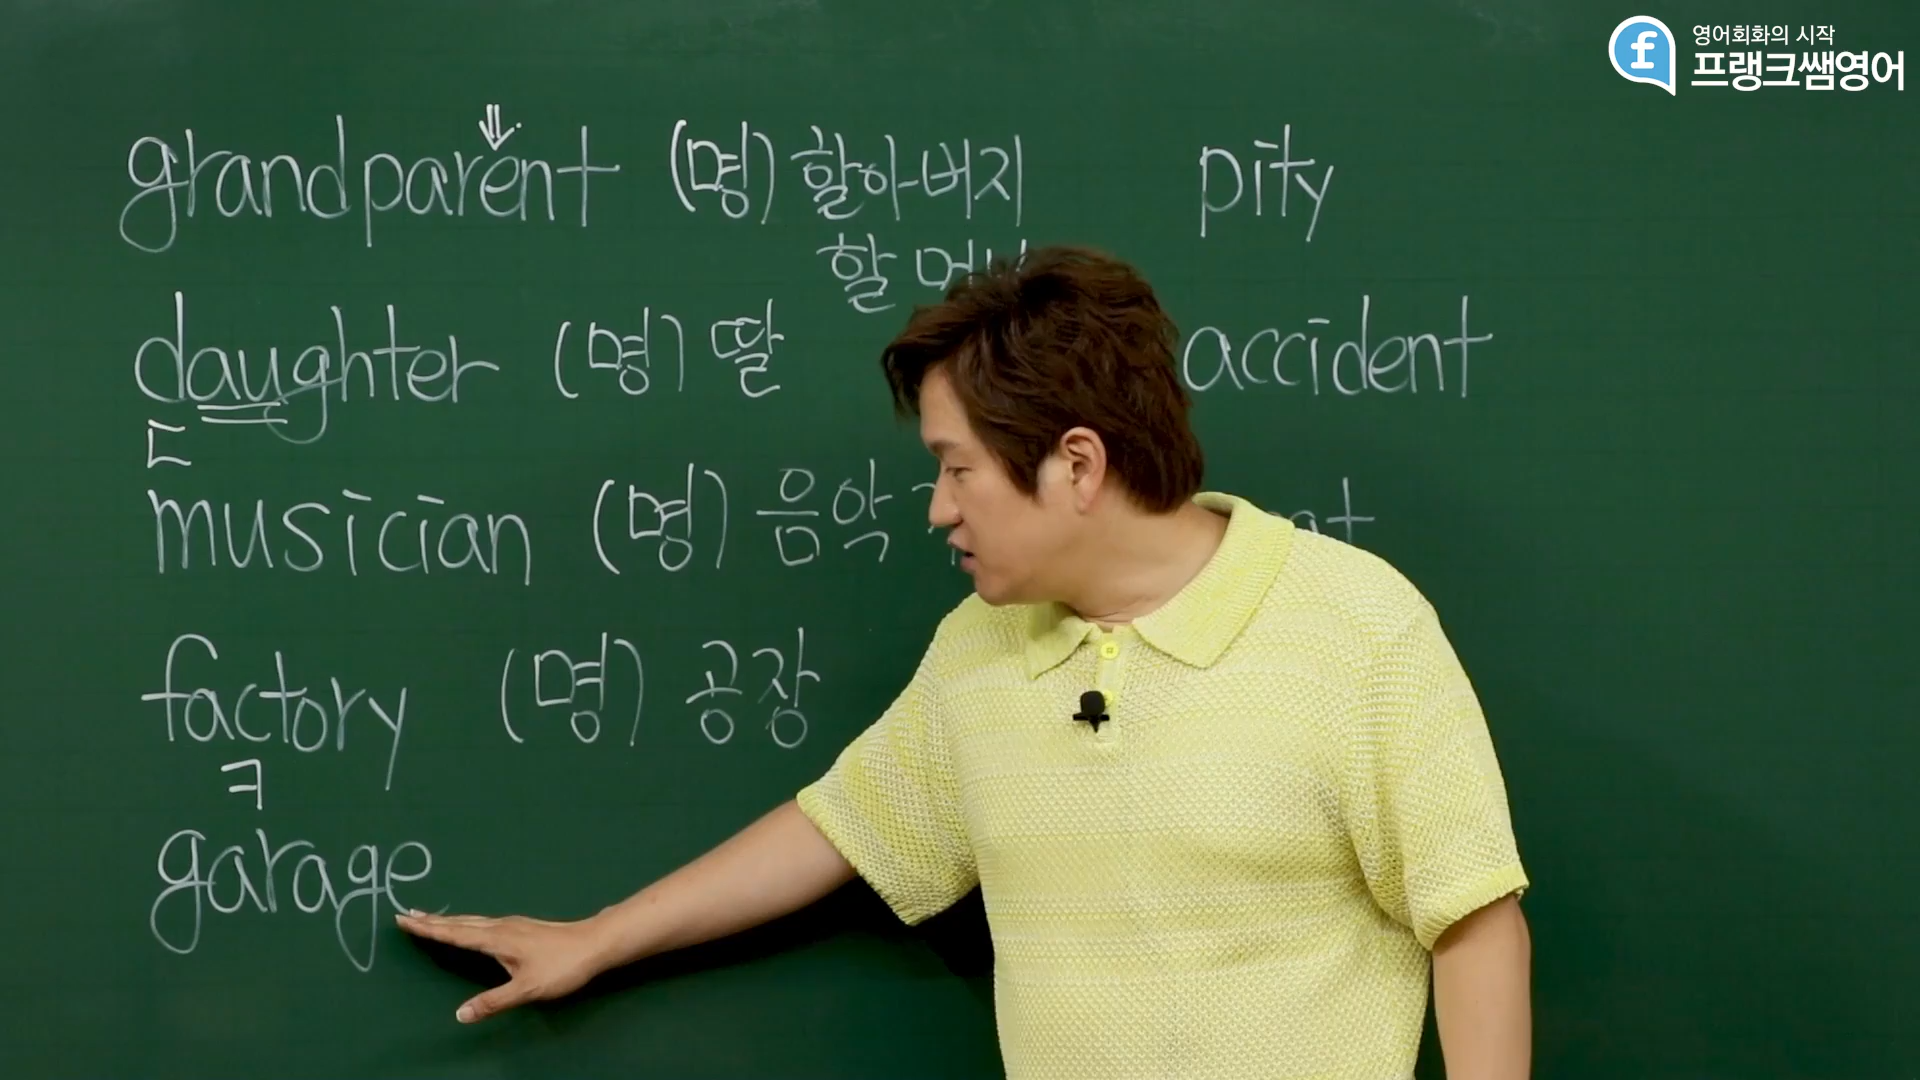 영어회화의 시작
프랭크쌤영어
grandparent (명) 할아버지
할머
daughter (명) 딸
ㄷ
musician (명) 음악
factory (명) 공장
ㅋ
garage
pity
accident